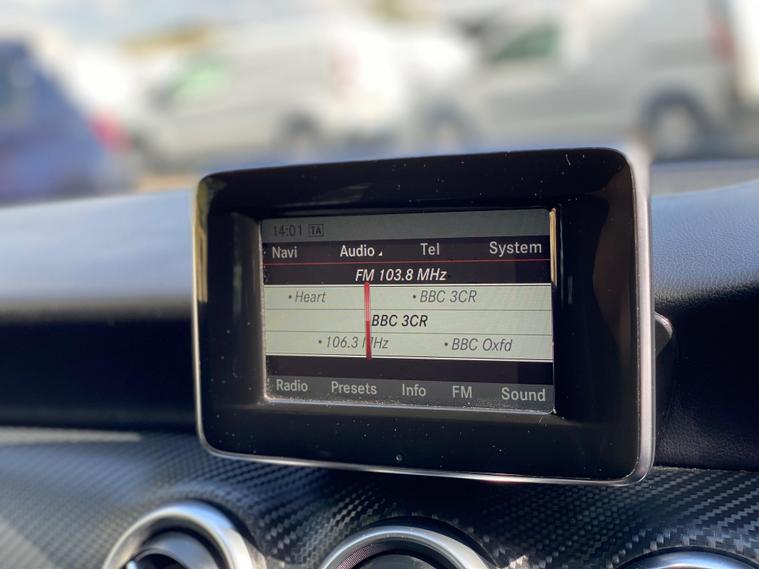 14:01 TA
Navi Audio Tel System
FM 103.8 MHz
• Heart • BBC 3CR
BBC 3CR
• 106.3 MHz • BBC Oxfd
Radio Presets Info FM Sound